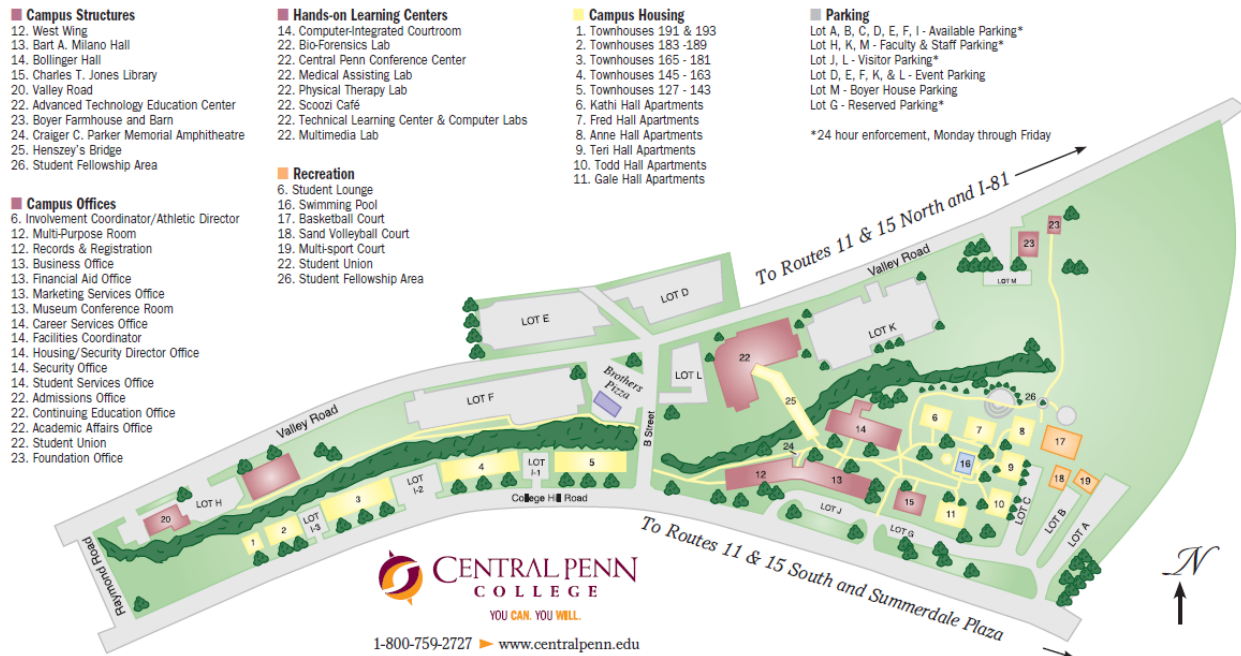 Campus Structures
12. West Wing
13. Bart A. Milano Hall
14. Bollinger Hall
15. Charles T. Jones Library
20. Valley Road
22. Advanced Technology Education Center
23. Boyer Farmhouse and Barn
24. Craiger C. Parker Memorial Amphitheatre
25. Henszey's Bridge
26. Student Fellowship Area
Campus Offices
6. Involvement Coordinator/Athletic Director
12. Multi-Purpose Room
12. Records & Registration
13. Business Office
13. Financial Aid Office
13. Marketing Services Office
13. Museum Conference Room
14. Career Services Office
14. Facilities Coordinator
14. Housing/Security Director Office
14. Security Office
14. Student Services Office
22. Admissions Office
22. Continuing Education Office
22. Academic Affairs Office
22. Student Union
23. Foundation Office
Hands-on Learning Centers
14. Computer-Integrated Courtroom
22. Bio-Forensics Lab
22. Central Penn Conference Center
22. Medical Assisting Lab
22. Physical Therapy Lab
22. Scoozi Café
22. Technical Learning Center & Computer Labs
22. Multimedia Lab
Recreation
6. Student Lounge
16. Swimming Pool
17. Basketball Court
18. Sand Volleyball Court
19. Multi-sport Court
22. Student Union
26. Student Fellowship Area
Campus Housing
1. Townhouses 191 & 193
2. Townhouses 183 -189
3. Townhouses 165 - 181
4. Townhouses 145 - 163
5. Townhouses 127 - 143
6. Kathi Hall Apartments
7. Fred Hall Apartments
8. Anne Hall Apartments
9. Teri Hall Apartments
10. Todd Hall Apartments
11. Gale Hall Apartments
Parking
Lot A, B, C, D, E, F, I - Available Parking*
Lot H, K, M - Faculty & Staff Parking*
Lot J, L - Visitor Parking*
Lot D, E, F, K, & L - Event Parking
Lot M - Boyer House Parking
Lot G - Reserved Parking*
*24 hour enforcement, Monday through Friday
To Routes 11 & 15 North and I-81
Valley Road
23
23
LOT M
LOT D
LOT E
LOT K
22
LOT L
Brothers
Pizza
LOT F
25
B Street
Valley Road
14
6
7
8
26
17
24
16
9
18
19
12
13
15
11
10
LOT C
LOT B
LOT A
LOT J
LOT G
4
LOT
I-1
5
LOT
I-2
3
LOT
I-3
2
1
LOT H
20
College Hill Road
Raymond Road
To Routes 11 & 15 South and Summerdale Plaza
N
CENTRAL PENN
COLLEGE
YOU CAN. YOU WILL.
1-800-759-2727 www.centralpenn.edu